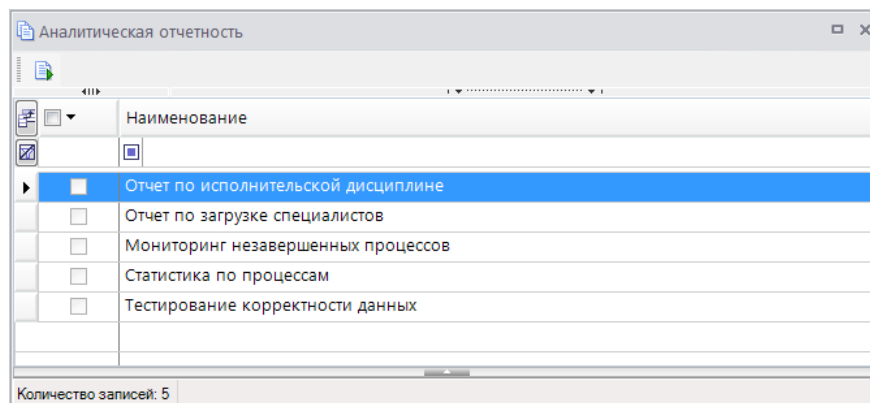 Аналитическая отчетность
Наименование
Отчет по исполнительской дисциплине
Отчет по загрузке специалистов
Мониторинг незавершенных процессов
Статистика по процессам
Тестирование корректности данных
Количество записей: 5